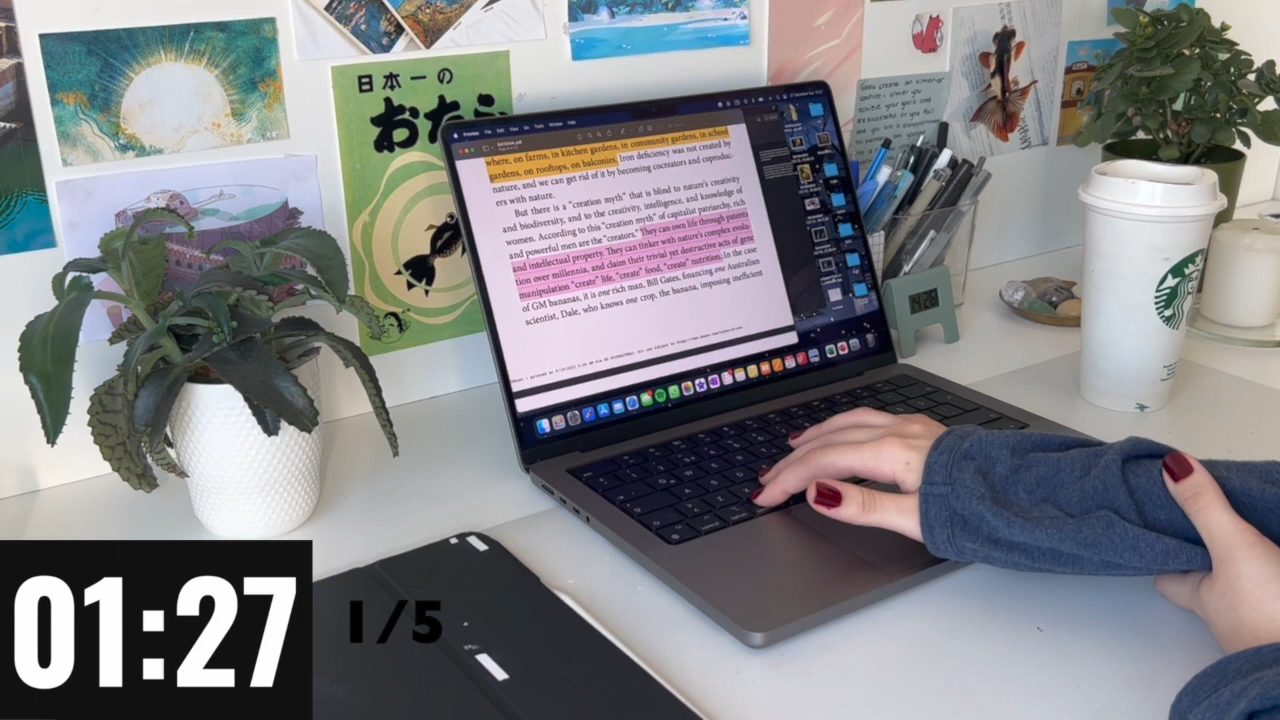 日本一の
おなら
where, on farms, in kitchen gardens, in community gardens, in school
gardens, on rooftops, on balconies. Iron deficiency was not created by
nature, and we can get rid of it by becoming cocreators and coproduc-
ers with nature.
But there is a "creation myth" that is blind to nature's creativity
and biodiversity, and to the creativity, intelligence, and knowledge of
women. According to this "creation myth" of capitalist patriarchy, rich
and powerful men are the "creators." They can own life through patents
and intellectual property. They can tinker with nature's complex evolu-
tion over millennia, and claim their trivial yet destructive acts of gene
manipulation "create" life, "create" food, "create" nutrition. In the case
of GM bananas, it is one rich man, Bill Gates, financing one Australian
scientist, Dale, who knows one crop, the banana, imposing inefficient
14:26
01:27
1/5